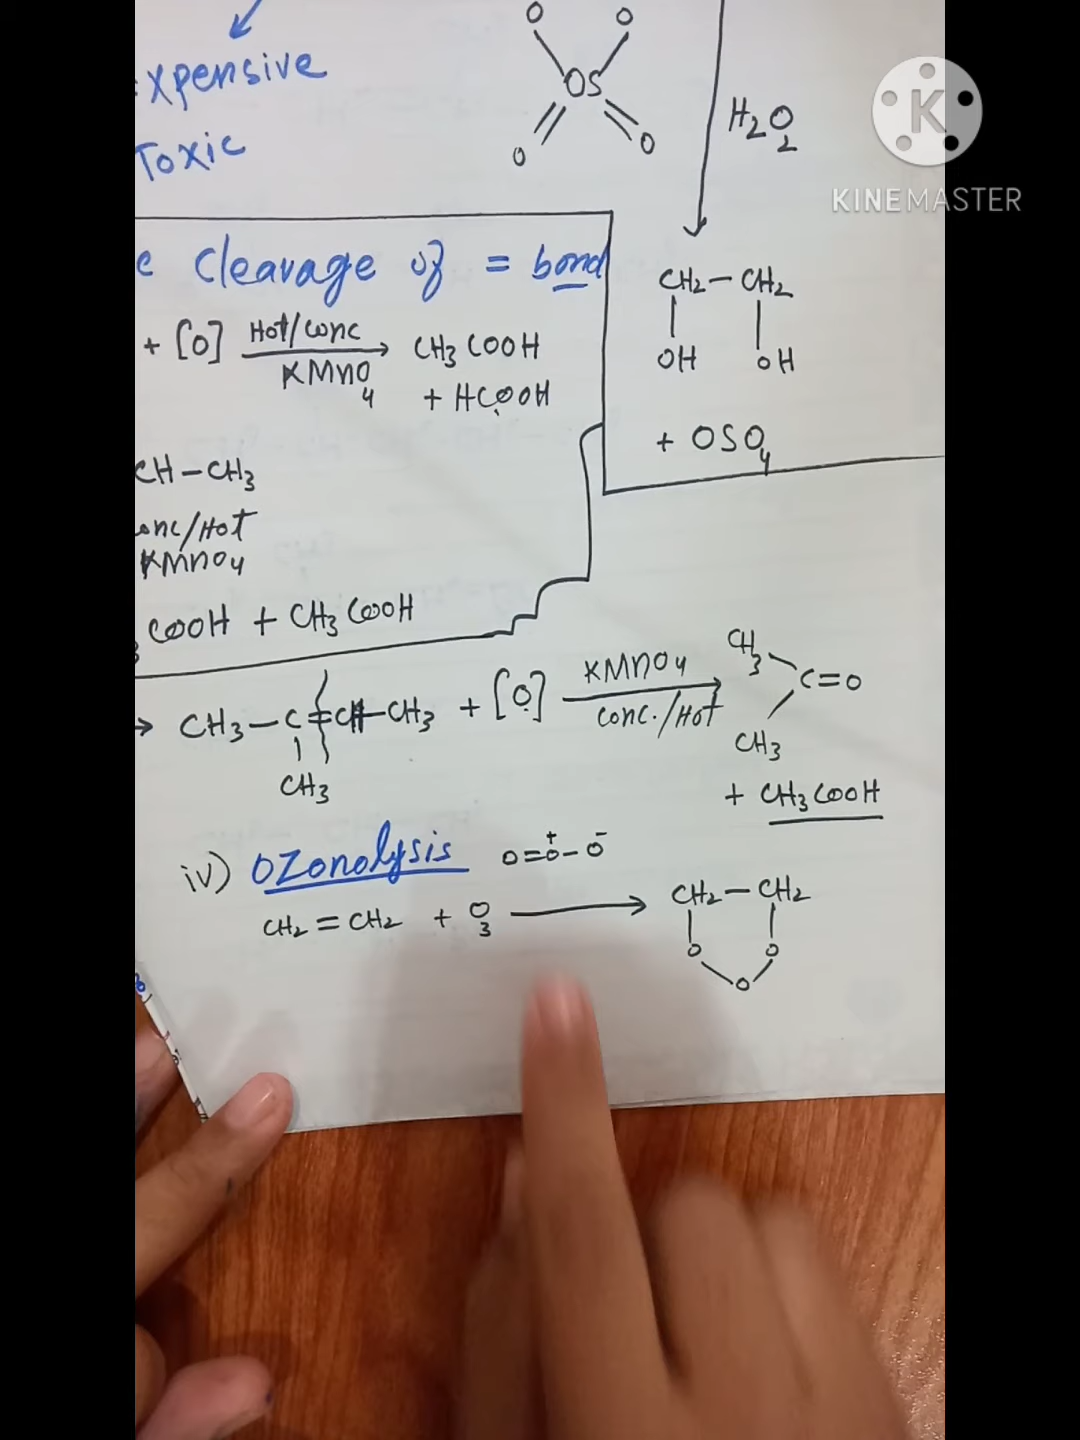 xpensive
Toxic
O O
OS
O O
H2O2
K
KINEMASTER
CH2-CH2
OH OH
+ OSO4
e Cleavage of = bond
+ [O] Hot/conc KMnO4 CH3COOH
+ HCOOH
CH-CH3
onc/Hot
KMnO4
COOH + CH3COOH
→ CH3-C=CH-CH3 + [O] KMnO4 Conc./Hot CH3 C=O
CH3 CH3
+ CH3COOH
iv) Ozonolysis O=O⁺-O⁻
CH2=CH2 + O3 → CH2-CH2
O O
O